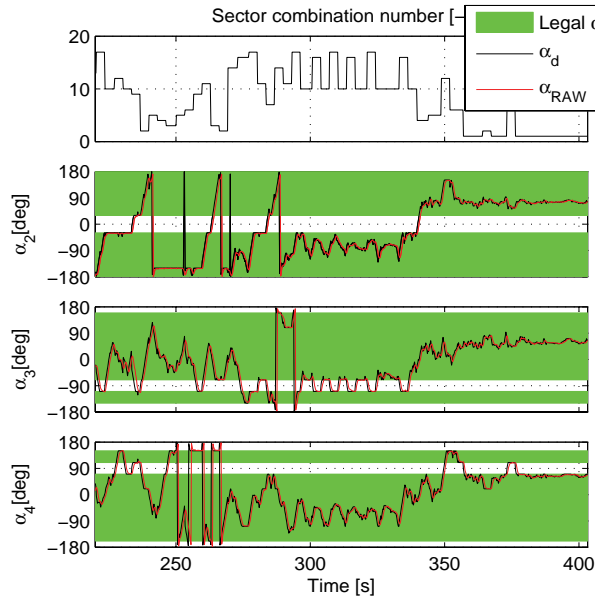 Sector combination number [-
Legal
α_d
α_RAW
20
10
0
180
90
0
−90
−180
α_2[deg]
180
90
0
−90
−180
α_3[deg]
180
90
0
−90
−180
α_4[deg]
250 300 350 400
Time [s]